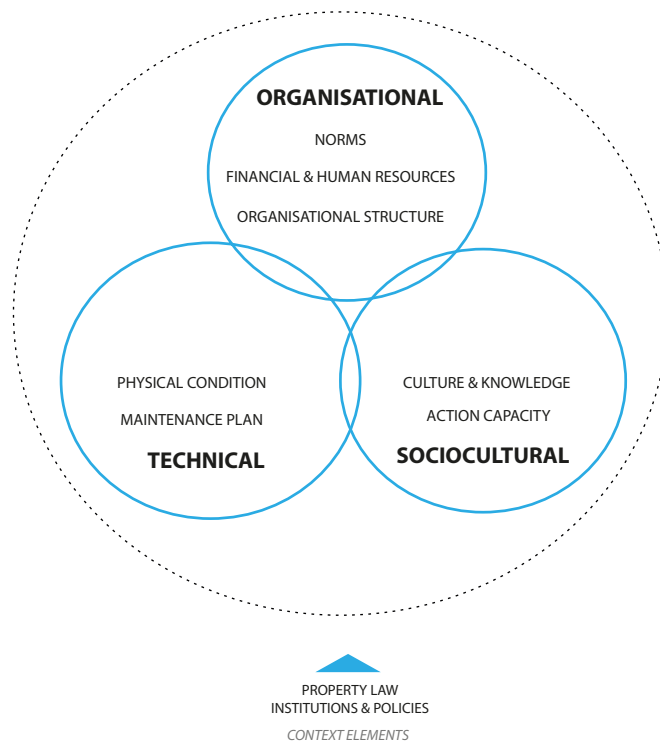 ORGANISATIONAL
NORMS
FINANCIAL & HUMAN RESOURCES
ORGANISATIONAL STRUCTURE
PHYSICAL CONDITION
MAINTENANCE PLAN
TECHNICAL
CULTURE & KNOWLEDGE
ACTION CAPACITY
SOCIOCULTURAL
PROPERTY LAW
INSTITUTIONS & POLICIES
CONTEXT ELEMENTS